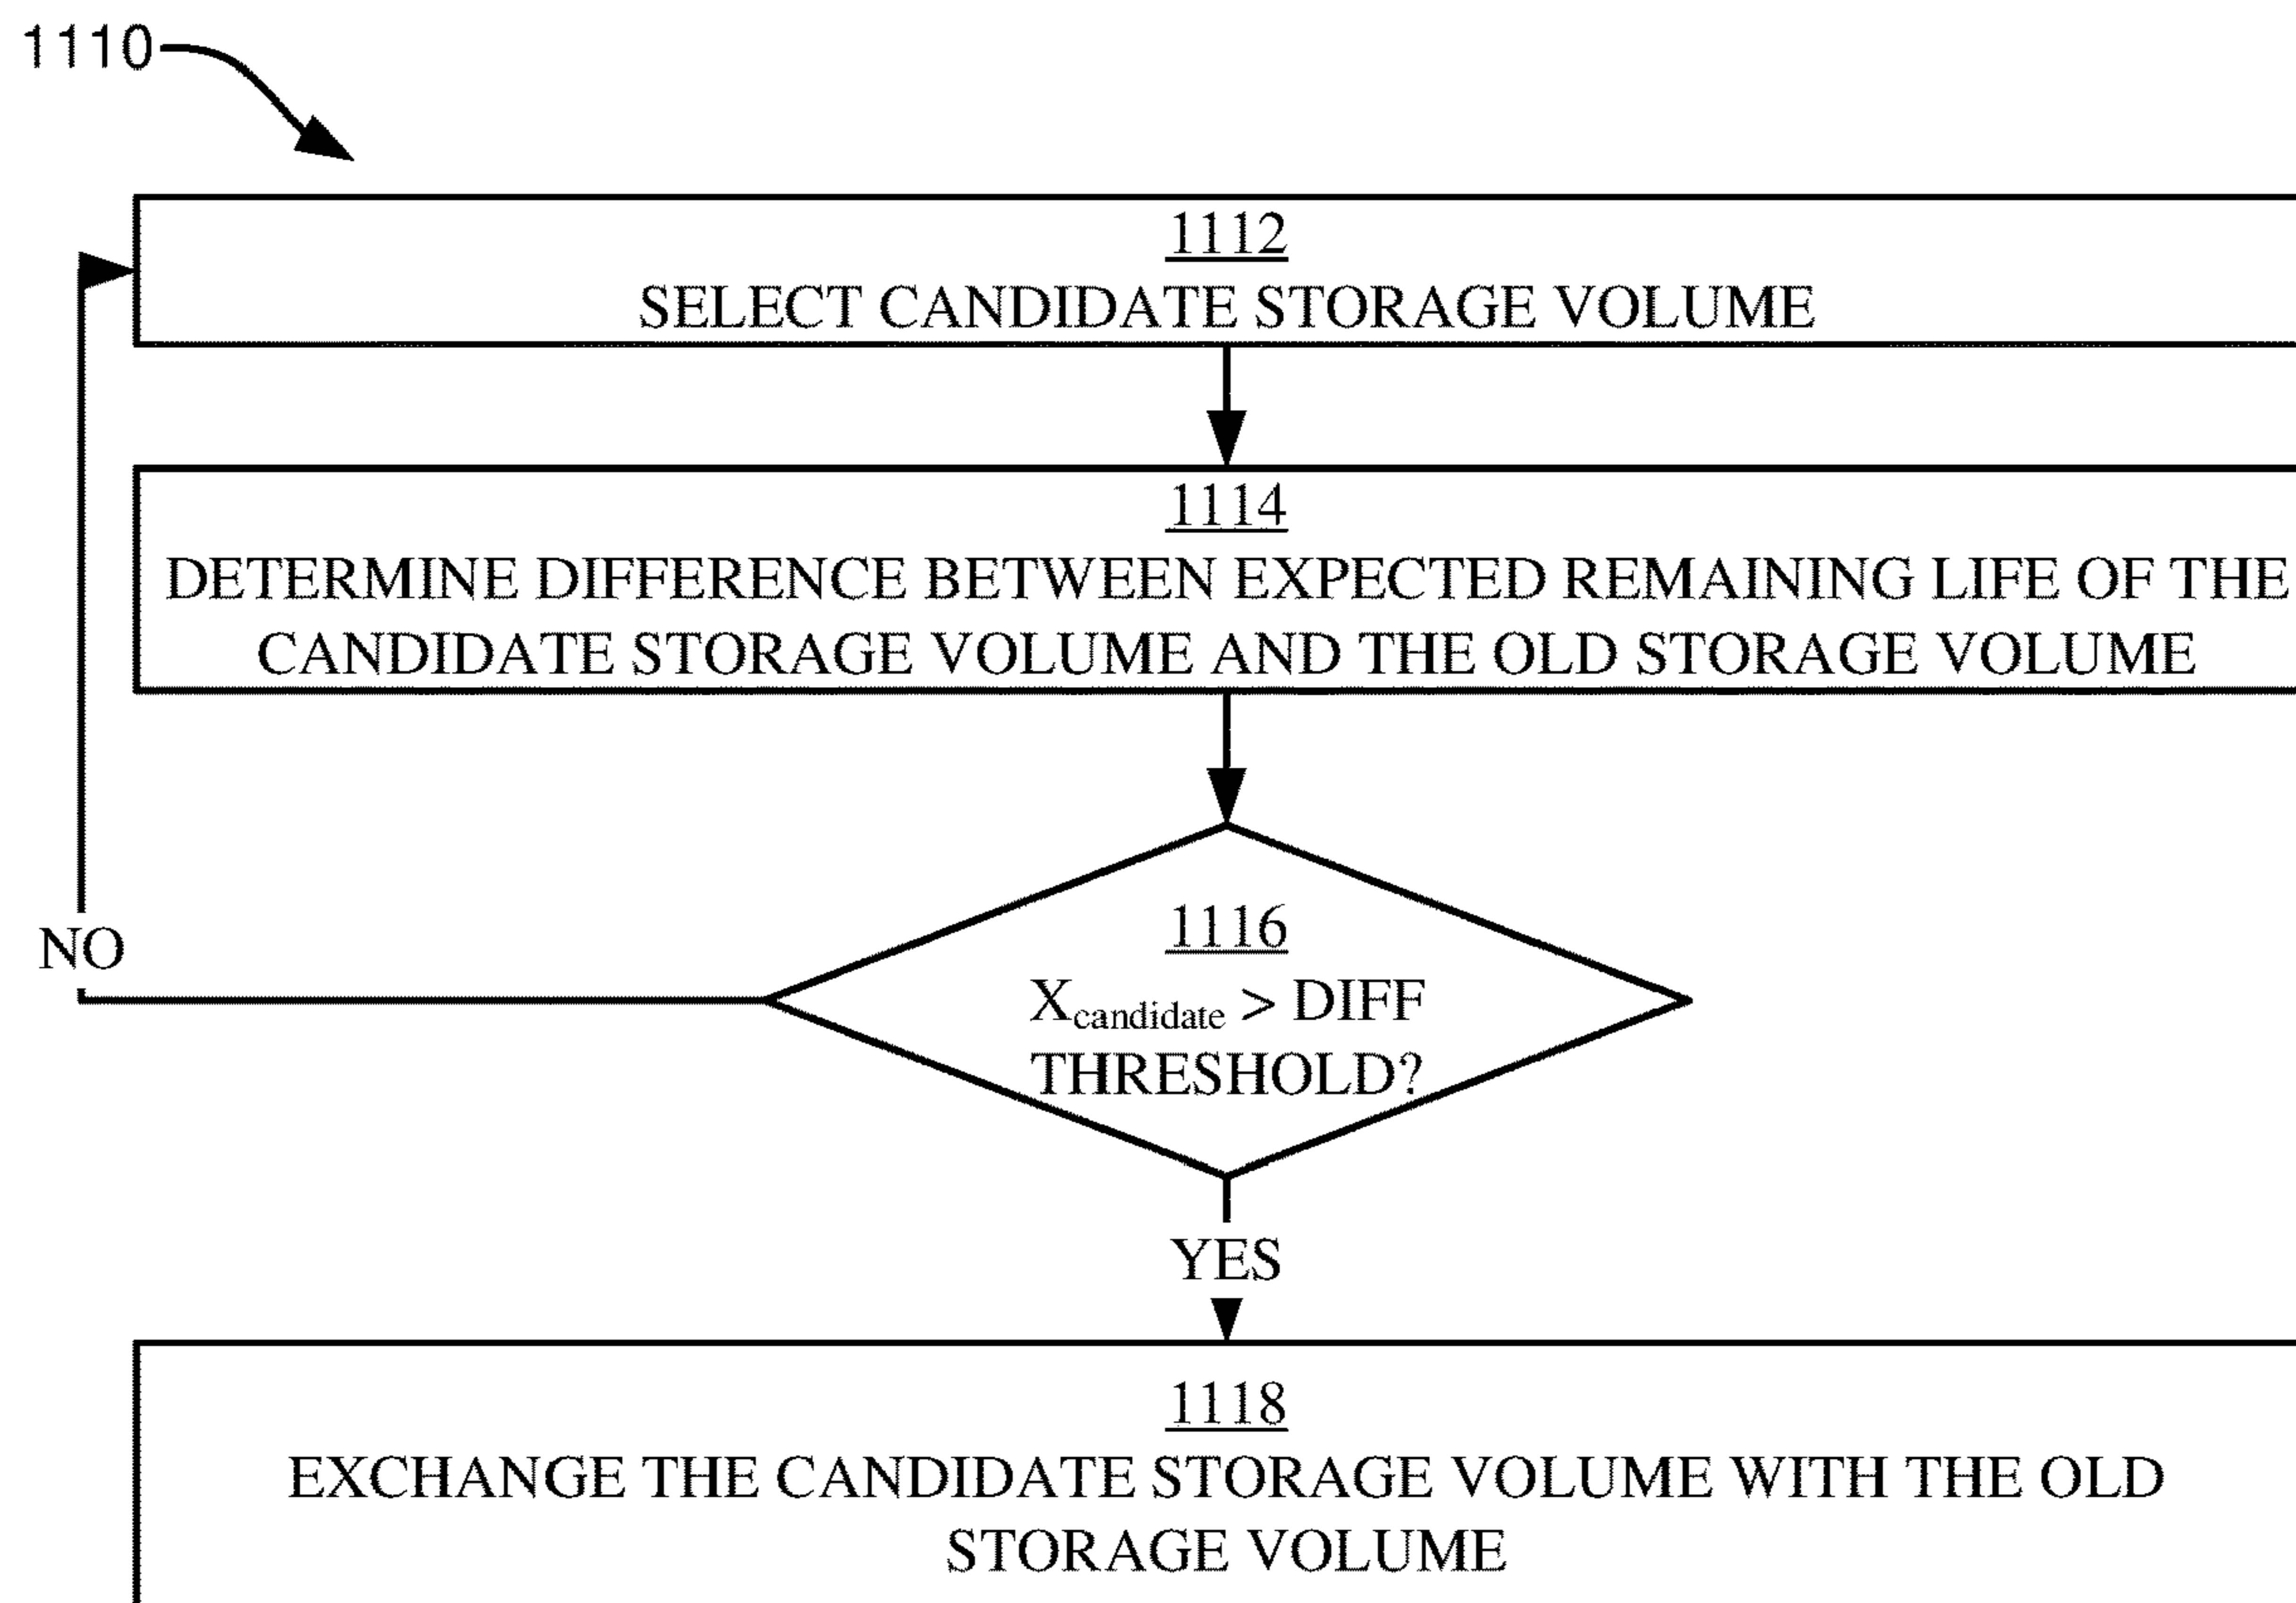 1110
1112
SELECT CANDIDATE STORAGE VOLUME
1114
DETERMINE DIFFERENCE BETWEEN EXPECTED REMAINING LIFE OF THE
CANDIDATE STORAGE VOLUME AND THE OLD STORAGE VOLUME
NO
1116
Xcandidate > DIFF
THRESHOLD?
YES
1118
EXCHANGE THE CANDIDATE STORAGE VOLUME WITH THE OLD
STORAGE VOLUME